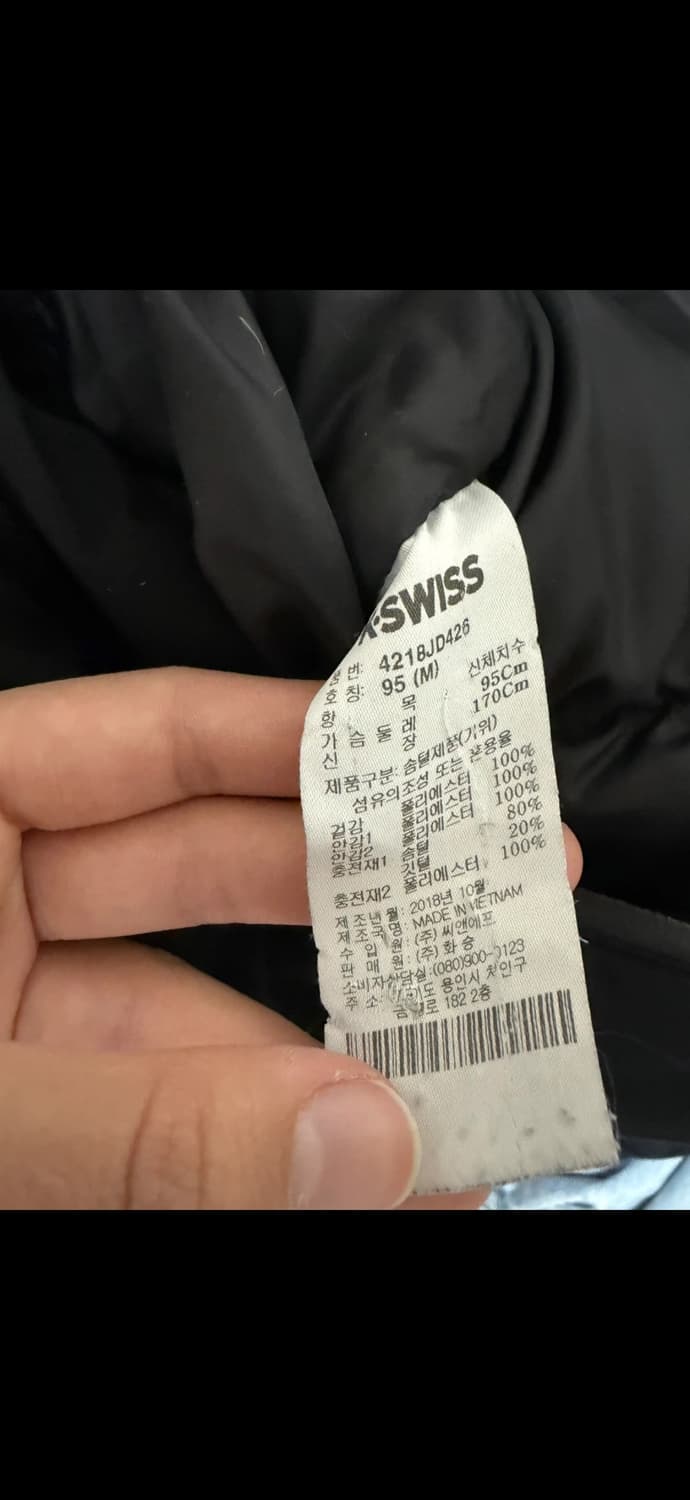 K·SWISS
품 번: 4218JD426
호 칭: 95 (M)
항 목 신체치수
가 슴 둘 레 95Cm
신 장 170Cm
제품구분: 솜털제품(거위)
섬유의 조성 또는 혼용율
겉감 폴리에스터 100%
안감1 폴리에스터 100%
안감2 폴리에스터 100%
충전재1 솜털 80%
깃털 20%
충전재2 폴리에스터 100%
제 조 년 월 : 2018년 10월
제 조 국 명 : MADE IN VIETNAM
수 입 원 : (주) 씨앤에프
판 매 원 : (주) 화 승
소비자상담실:(080)900-0123
주 소 : 용인시 처인구
182 2층